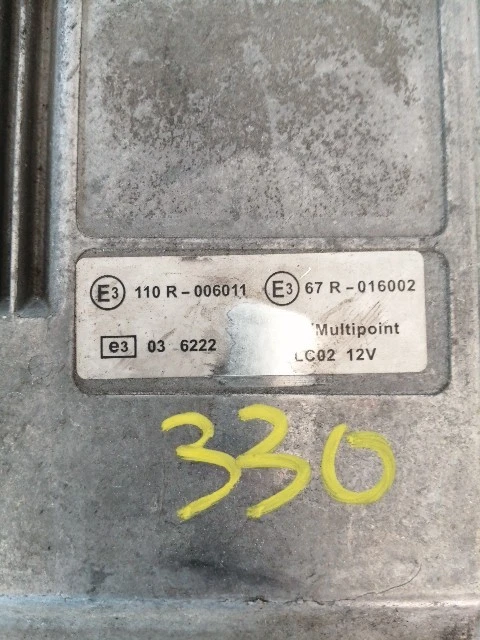 E3 110 R-006011 E3 67 R-016002
e3 03 6222 Multipoint
LC02 12V
330